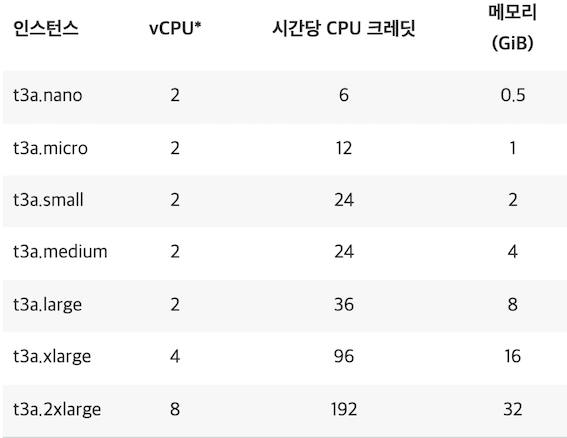 인스턴스 vCPU* 시간당 CPU 크레딧 메모리
(GiB)
t3a.nano 2 6 0.5
t3a.micro 2 12 1
t3a.small 2 24 2
t3a.medium 2 24 4
t3a.large 2 36 8
t3a.xlarge 4 96 16
t3a.2xlarge 8 192 32